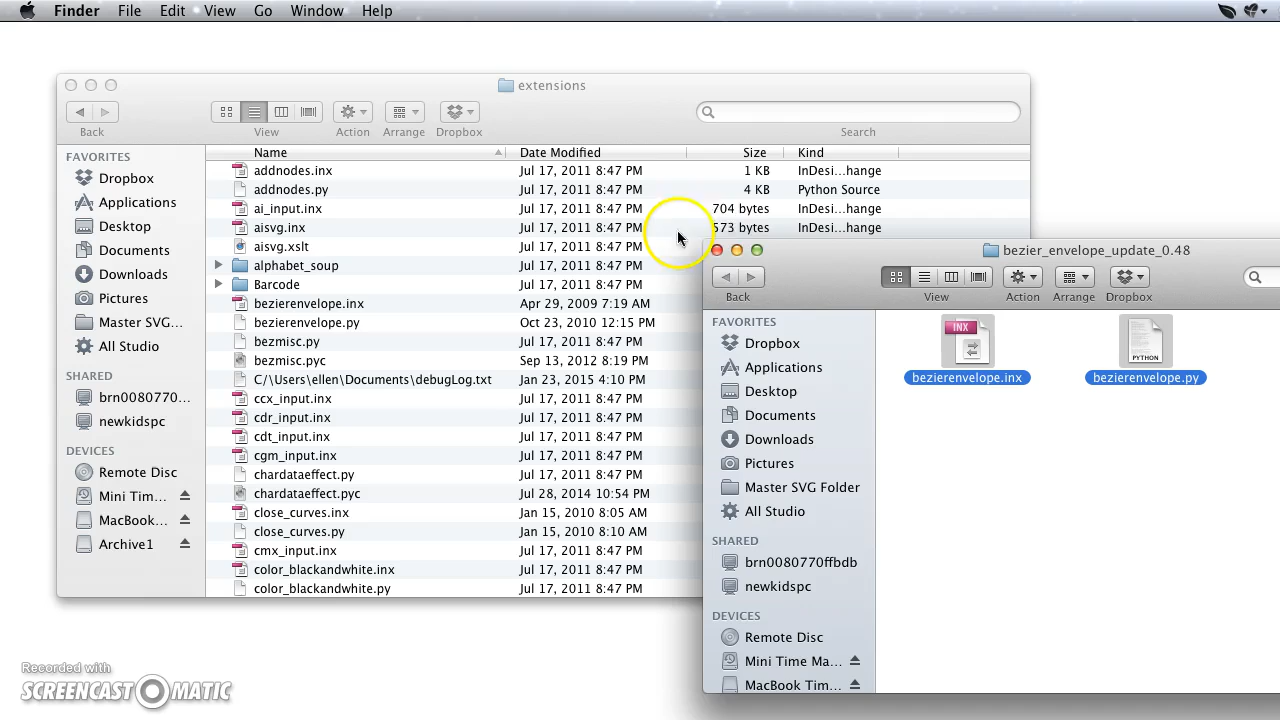 Finder File Edit View Go Window Help
extensions
Back View Action Arrange Dropbox Search
FAVORITES
Dropbox
Applications
Desktop
Documents
Downloads
Pictures
Master SVG...
All Studio
SHARED
brn0080770...
newkidspc
DEVICES
Remote Disc
Mini Tim...
MacBook...
Archive1
Name Date Modified Size Kind
addnodes.inx Jul 17, 2011 8:47 PM 1 KB InDesi...hange
addnodes.py Jul 17, 2011 8:47 PM 4 KB Python Source
ai_input.inx Jul 17, 2011 8:47 PM 704 bytes InDesi...hange
aisvg.inx Jul 17, 2011 8:47 PM 573 bytes InDesi...hange
aisvg.xslt Jul 17, 2011 8:47 PM
alphabet_soup Jul 17, 2011 8:47 PM
Barcode Jul 17, 2011 8:47 PM
bezierenvelope.inx Apr 29, 2009 7:19 AM
bezierenvelope.py Oct 23, 2010 12:15 PM
bezmisc.py Jul 17, 2011 8:47 PM
bezmisc.pyc Sep 13, 2012 8:19 PM
C/\Users\ellen\Documents\debuglog.txt Jan 23, 2015 4:10 PM
ccx_input.inx Jul 17, 2011 8:47 PM
cdr_input.inx Jul 17, 2011 8:47 PM
cdt_input.inx Jul 17, 2011 8:47 PM
cgm_input.inx Jul 17, 2011 8:47 PM
chardataeffect.py Jul 17, 2011 8:47 PM
chardataeffect.pyc Jul 28, 2014 10:54 PM
close_curves.inx Jan 15, 2010 8:05 AM
close_curves.py Jan 15, 2010 8:10 AM
cmx_input.inx Jul 17, 2011 8:47 PM
color_blackandwhite.inx Jul 17, 2011 8:47 PM
color_blackandwhite.py Jul 17, 2011 8:47 PM
bezier_envelope_update_0.48
Back View Action Arrange Dropbox
FAVORITES
Dropbox
Applications
Desktop
Documents
Downloads
Pictures
Master SVG Folder
All Studio
SHARED
brn0080770ffbdb
newkidspc
DEVICES
Remote Disc
Mini Time Ma...
MacBook Tim...
INX PYTHON
bezierenvelope.inx bezierenvelope.py
Recorded with
SCREENCAST MATIC